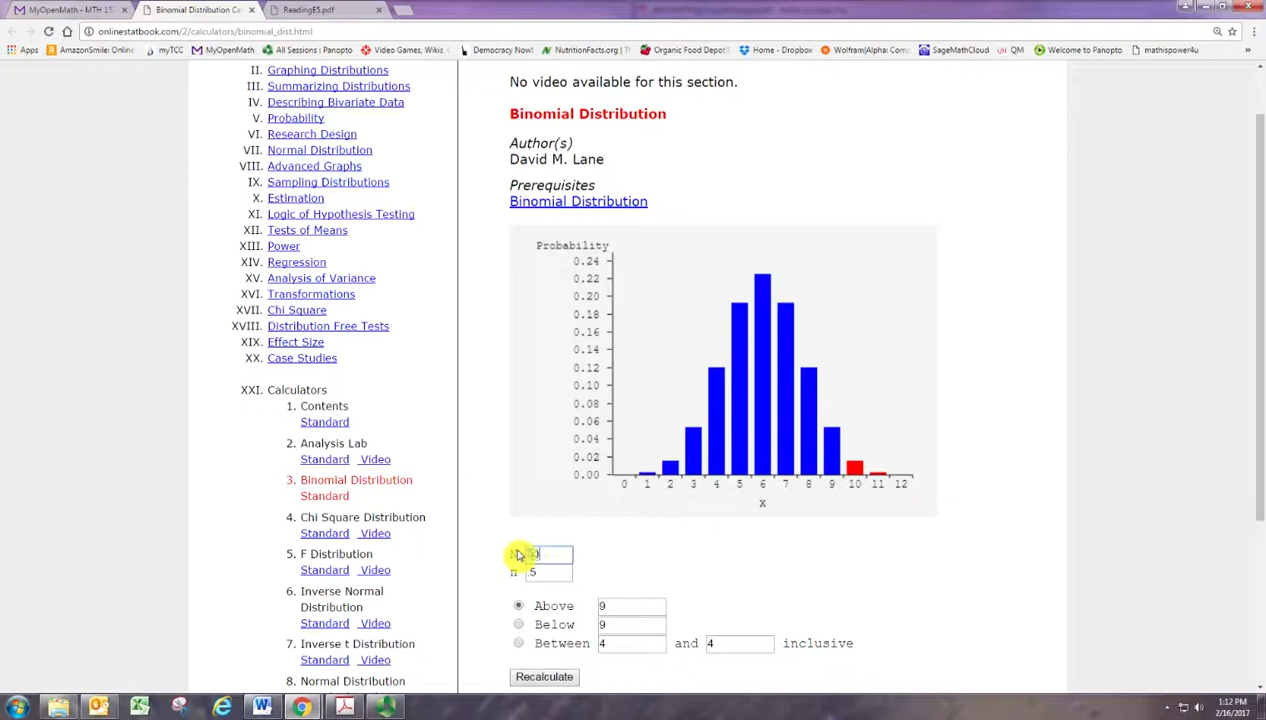 MyOpenMath - MTH 15
Binomial Distribution Ca
ReadingE5.pdf
onlinestatbook.com/2/calculators/binomial_dist.html
Apps
AmazonSmile: Online
myTCC
MyOpenMath
All Sessions : Panopto
Video Games, Wikis,
Democracy Now!
NutritionFacts.org | T
Organic Food Depot
Home - Dropbox
Wolfram|Alpha: Com
SageMathCloud
QM
Welcome to Panopto
mathispower4u
II. Graphing Distributions
III. Summarizing Distributions
IV. Describing Bivariate Data
V. Probability
VI. Research Design
VII. Normal Distribution
VIII. Advanced Graphs
IX. Sampling Distributions
X. Estimation
XI. Logic of Hypothesis Testing
XII. Tests of Means
XIII. Power
XIV. Regression
XV. Analysis of Variance
XVI. Transformations
XVII. Chi Square
XVIII. Distribution Free Tests
XIX. Effect Size
XX. Case Studies
XXI. Calculators
1. Contents
Standard
2. Analysis Lab
Standard Video
3. Binomial Distribution
Standard
4. Chi Square Distribution
Standard Video
5. F Distribution
Standard Video
6. Inverse Normal
Distribution
Standard Video
7. Inverse t Distribution
Standard Video
8. Normal Distribution
No video available for this section.
Binomial Distribution
Author(s)
David M. Lane
Prerequisites
Binomial Distribution
Probability
0.24
0.22
0.20
0.18
0.16
0.14
0.12
0.10
0.08
0.06
0.04
0.02
0.00
0 1 2 3 4 5 6 7 8 9 10 11 12
X
N
π .5
Above 9
Below 9
Between 4 and 4 inclusive
Recalculate
1:12 PM
2/16/2017